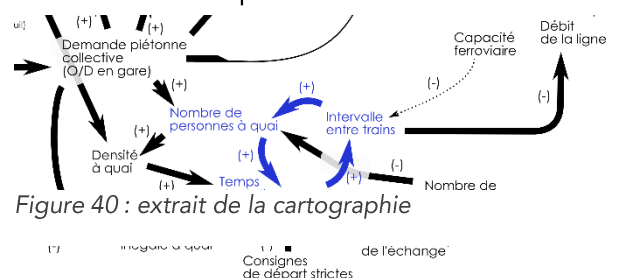 (+)
(+)
(+)
Demande piétonne
collective
(O/D en gare)
Capacité
ferroviaire
Débit
de la ligne
(+)
(+)
(-)
(-)
Nombre de
personnes à quai
Intervalle
entre trains
(+)
Densité
à quai
(+)
(-)
(+)
Temps
(+)
Nombre de
Figure 40 : extrait de la cartographie
(-)
(-)
de l'échange
Consignes
de départ strictes